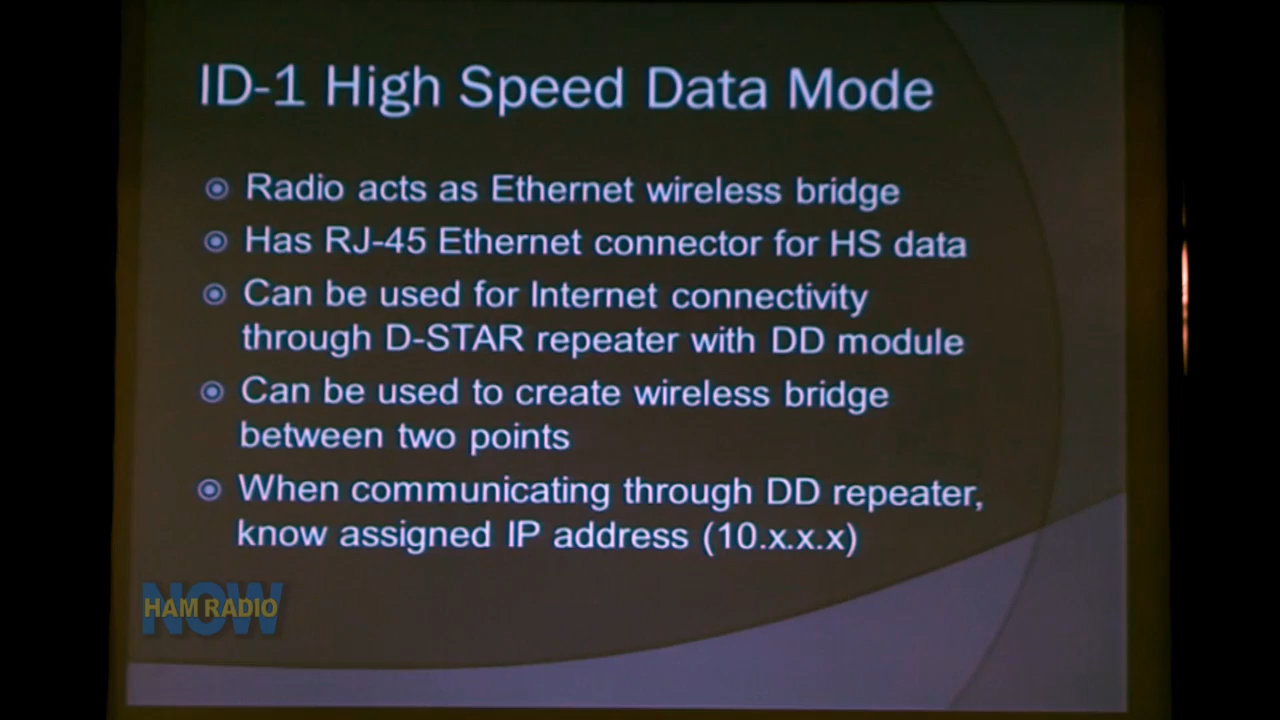 ID-1 High Speed Data Mode
Radio acts as Ethernet wireless bridge
Has RJ-45 Ethernet connector for HS data
Can be used for Internet connectivity
through D-STAR repeater with DD module
Can be used to create wireless bridge
between two points
When communicating through DD repeater,
know assigned IP address (10.x.x.x)
NOW
HAM RADIO